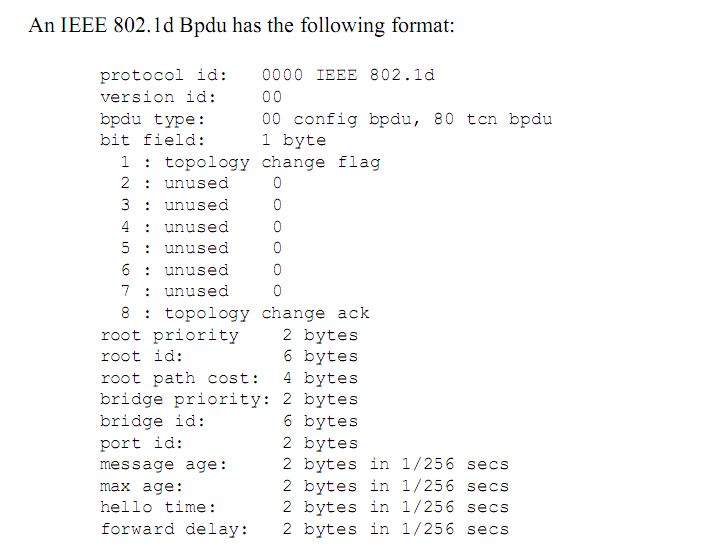 An IEEE 802.1d Bpdu has the following format:
protocol id: 0000 IEEE 802.1d
version id: 00
bpdu type: 00 config bpdu, 80 tcn bpdu
bit field: 1 byte
1 : topology change flag
2 : unused 0
3 : unused 0
4 : unused 0
5 : unused 0
6 : unused 0
7 : unused 0
8 : topology change ack
root priority 2 bytes
root id: 6 bytes
root path cost: 4 bytes
bridge priority: 2 bytes
bridge id: 6 bytes
port id: 2 bytes
message age: 2 bytes in 1/256 secs
max age: 2 bytes in 1/256 secs
hello time: 2 bytes in 1/256 secs
forward delay: 2 bytes in 1/256 secs